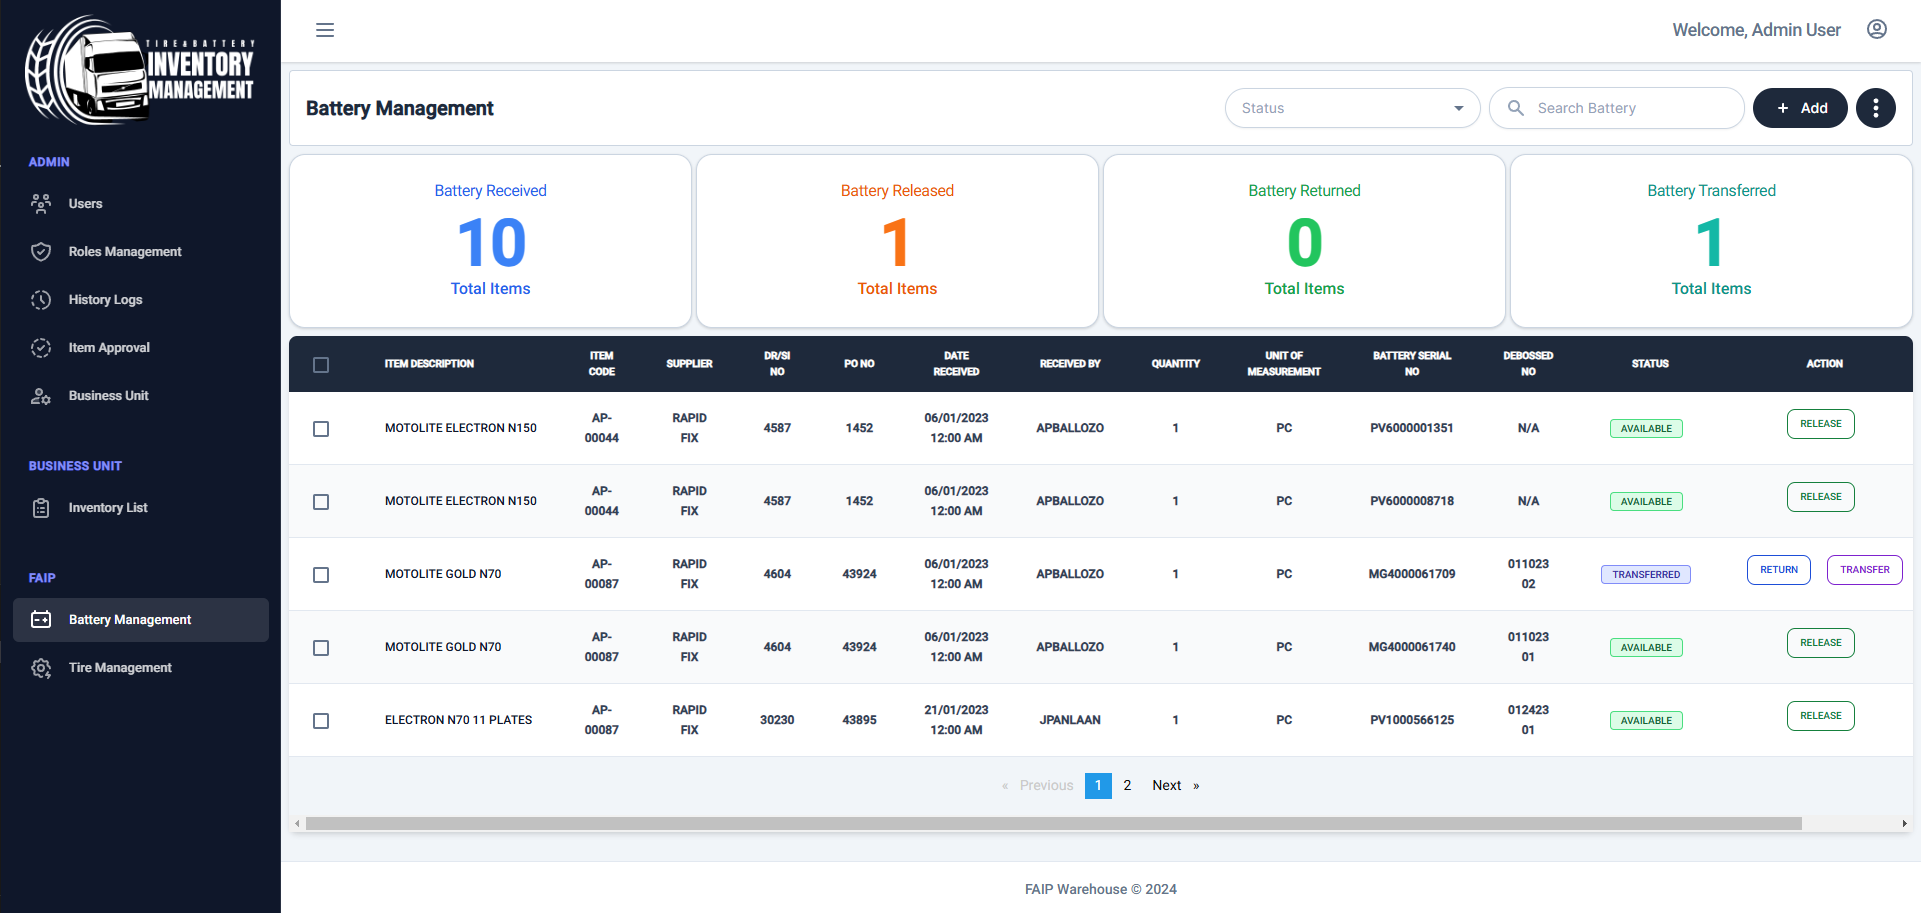 TIRE & BATTERY
INVENTORY
MANAGEMENT
Welcome, Admin User
ADMIN
Users
Roles Management
History Logs
Item Approval
Business Unit
BUSINESS UNIT
Inventory List
FAIP
Battery Management
Tire Management
Battery Management
Status
Search Battery
+ Add
Battery Received
10
Total Items
Battery Released
1
Total Items
Battery Returned
0
Total Items
Battery Transferred
1
Total Items
ITEM DESCRIPTION
ITEM
CODE
SUPPLIER
DR/SI
NO
PO NO
DATE
RECEIVED
RECEIVED BY
QUANTITY
UNIT OF
MEASUREMENT
BATTERY SERIAL
NO
DEBOSSED
NO
STATUS
ACTION
MOTOLITE ELECTRON N150
AP-
00044
RAPID
FIX
4587
1452
06/01/2023
12:00 AM
APBALLOZO
1
PC
PV6000001351
N/A
AVAILABLE
RELEASE
MOTOLITE ELECTRON N150
AP-
00044
RAPID
FIX
4587
1452
06/01/2023
12:00 AM
APBALLOZO
1
PC
PV6000008718
N/A
AVAILABLE
RELEASE
MOTOLITE GOLD N70
AP-
00087
RAPID
FIX
4604
43924
06/01/2023
12:00 AM
APBALLOZO
1
PC
MG4000061709
011023
02
TRANSFERRED
RETURN
TRANSFER
MOTOLITE GOLD N70
AP-
00087
RAPID
FIX
4604
43924
06/01/2023
12:00 AM
APBALLOZO
1
PC
MG4000061740
011023
01
AVAILABLE
RELEASE
ELECTRON N70 11 PLATES
AP-
00087
RAPID
FIX
30230
43895
21/01/2023
12:00 AM
JPANLAAN
1
PC
PV1000566125
012423
01
AVAILABLE
RELEASE
« Previous 1 2 Next »
FAIP Warehouse © 2024